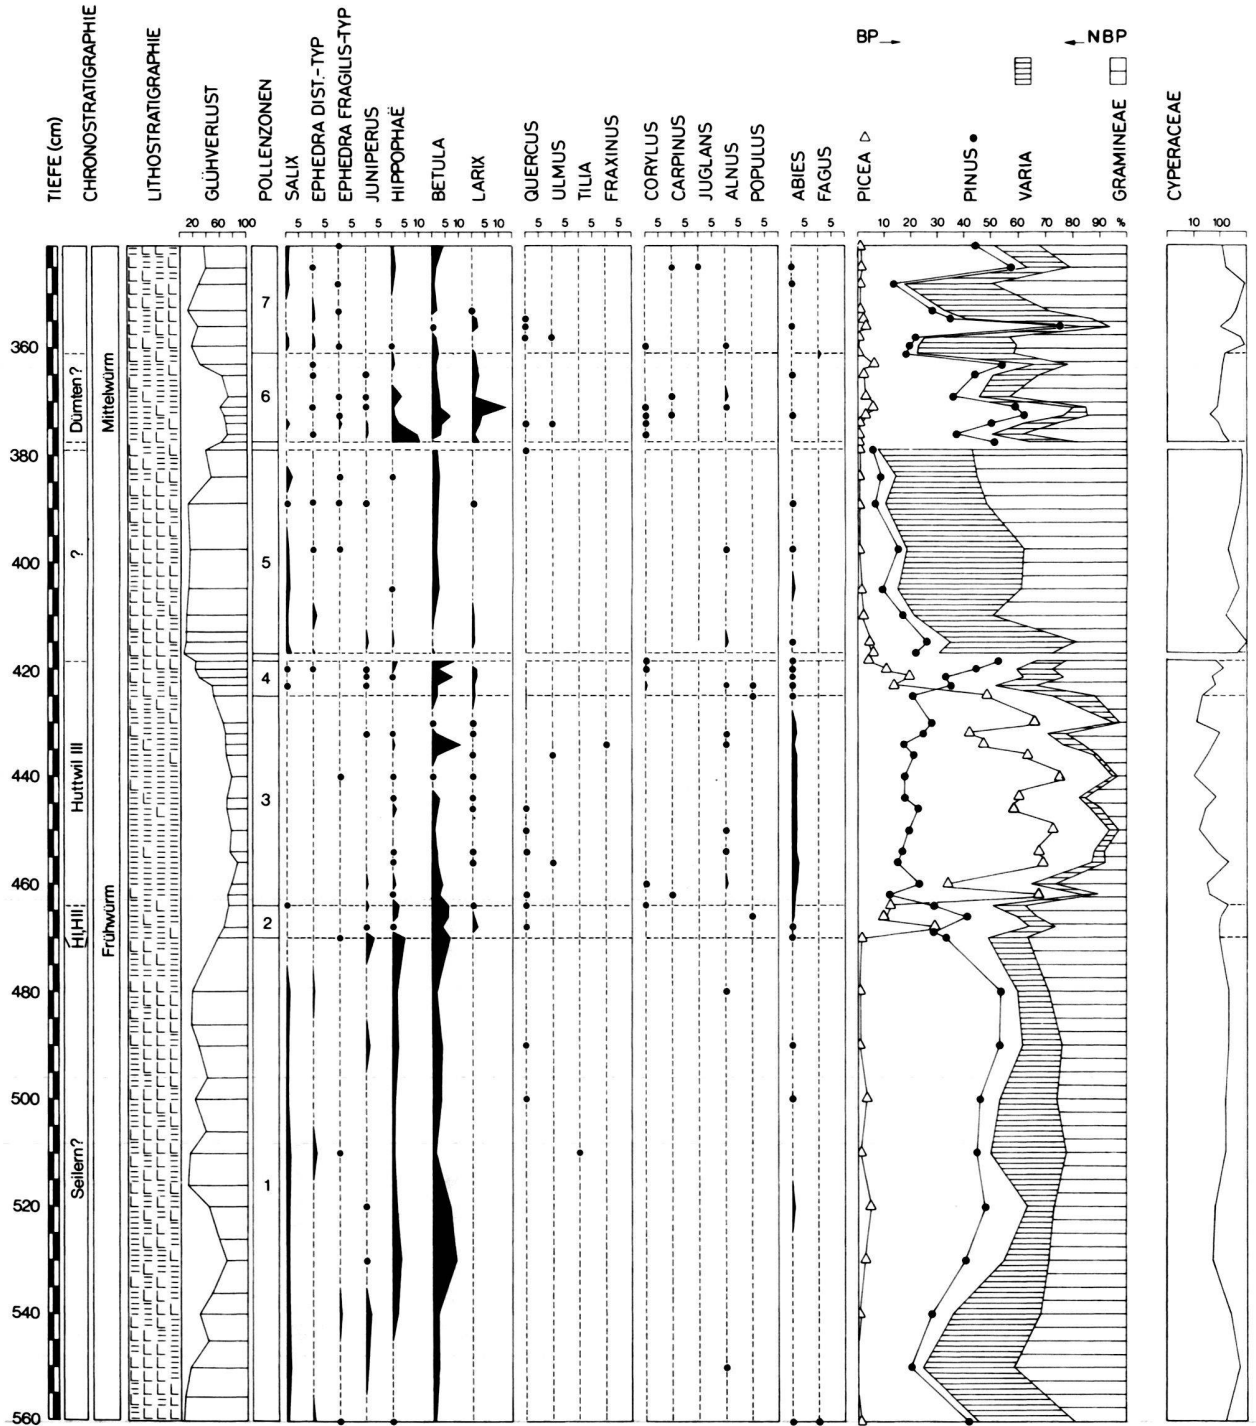 BP → ← NBP
TIEFE (cm)
CHRONOSTRATIGRAPHIE
LITHOSTRATIGRAPHIE
GLÜHVERLUST
POLLENZONEN
SALIX
EPHEDRA DIST.-TYP
EPHEDRA FRAGILIS-TYP
JUNIPERUS
HIPPOPHAË
BETULA
LARIX
QUERCUS
ULMUS
TILIA
FRAXINUS
CORYLUS
CARPINUS
JUGLANS
ALNUS
POPULUS
ABIES
FAGUS
PICEA △
PINUS ●
VARIA
GRAMINEAE
CYPERACEAE
20 60 100
5 5 5 5 5 10 5 10 5 10
5 5 5 5
5 5 5 5 5
5 5
10 20 30 40 50 60 70 80 90 %
10 100
7
360
Dürnten ?
Mittelwürm
6
380
?
400
5
420
4
Huttwil III
440
3
460
(HI,HII)
Frühwürm
2
480
500
Seilern?
1
520
540
560